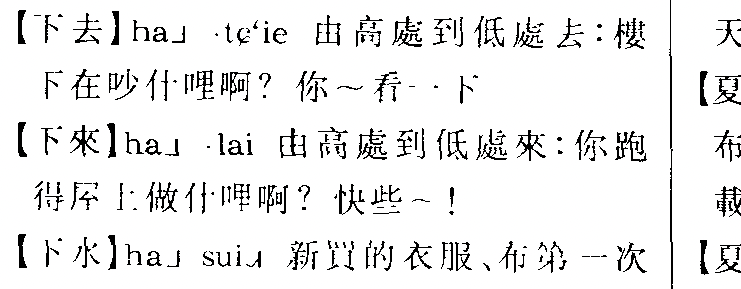 【下去】ha˩ ·tɕ‘ie 由高處到低處去：樓
下在吵什哩啊？你～看一下
【下來】ha˩ ·lai 由高處到低處來：你跑
得屋上做什哩啊？快些～！
【下水】ha˩ sui˩ 新買的衣服、布第一次
天
【夏
布
載
【夏